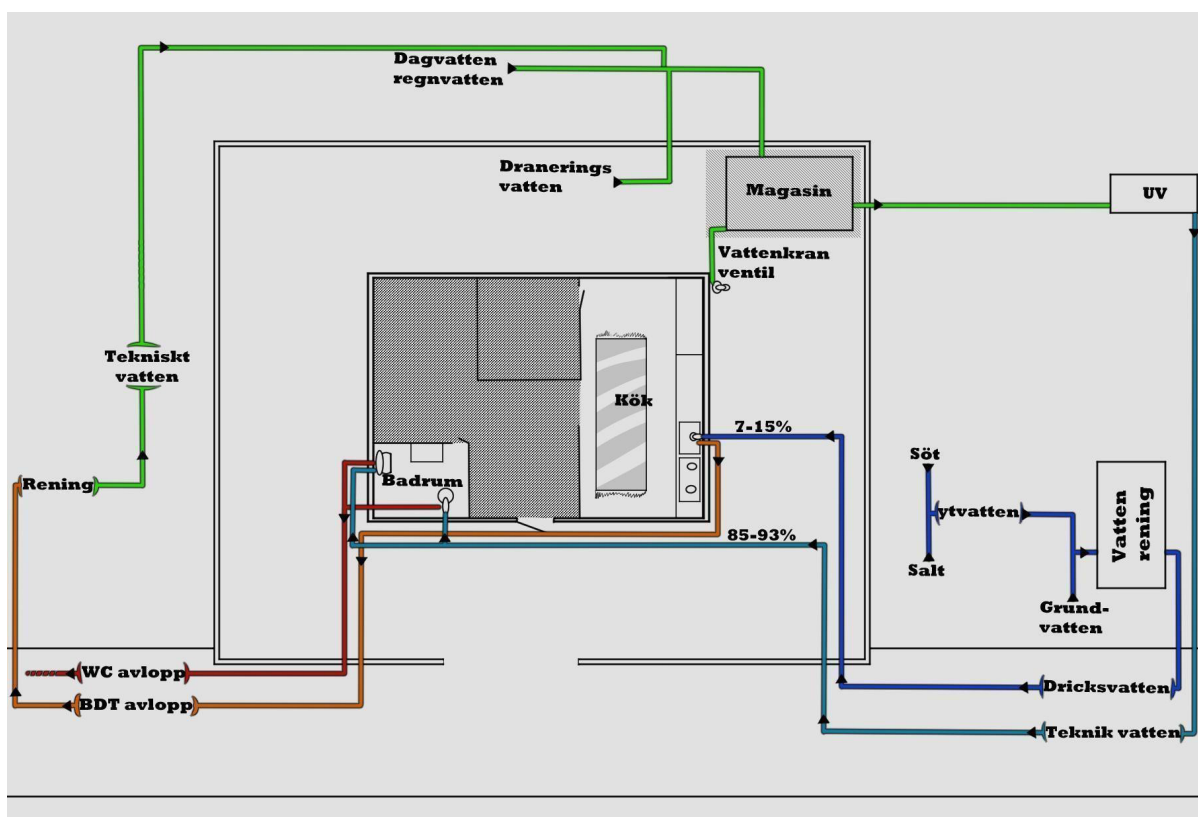 Dagvatten
regnvatten
Dranerings
vatten
Magasin
UV
Vattenkran
ventil
Tekniskt
vatten
Kök
7-15%
Söt
Rening
Badrum
ytvatten
Vatten
rening
85-93%
Salt
Grund-
vatten
WC avlopp
Dricksvatten
BDT avlopp
Teknik vatten